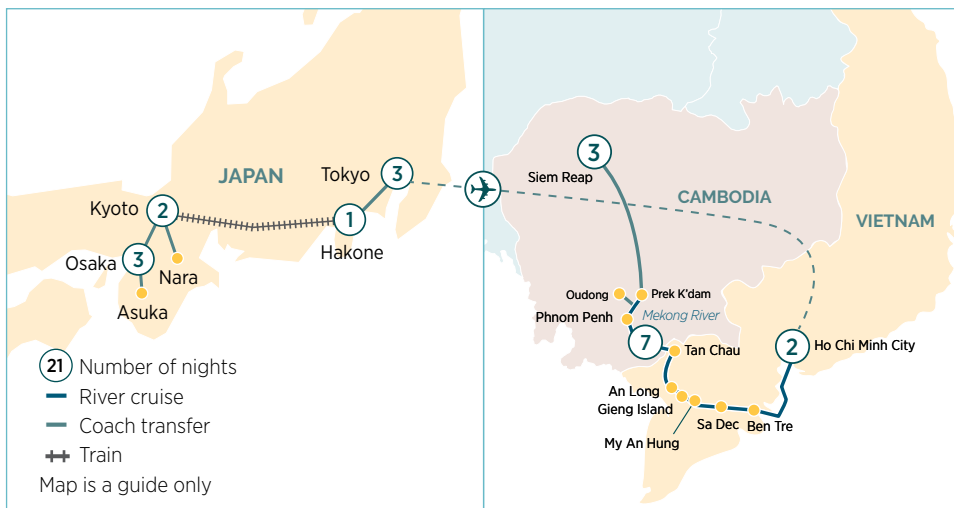 JAPAN
Tokyo
3
Kyoto
2
1
Hakone
Osaka
3
Nara
Asuka
21 Number of nights
River cruise
Coach transfer
Train
Map is a guide only
3
Siem Reap
CAMBODIA
VIETNAM
Oudong
Prek K'dam
Phnom Penh
Mekong River
7
Tan Chau
2
Ho Chi Minh City
An Long
Gieng Island
My An Hung
Sa Dec
Ben Tre